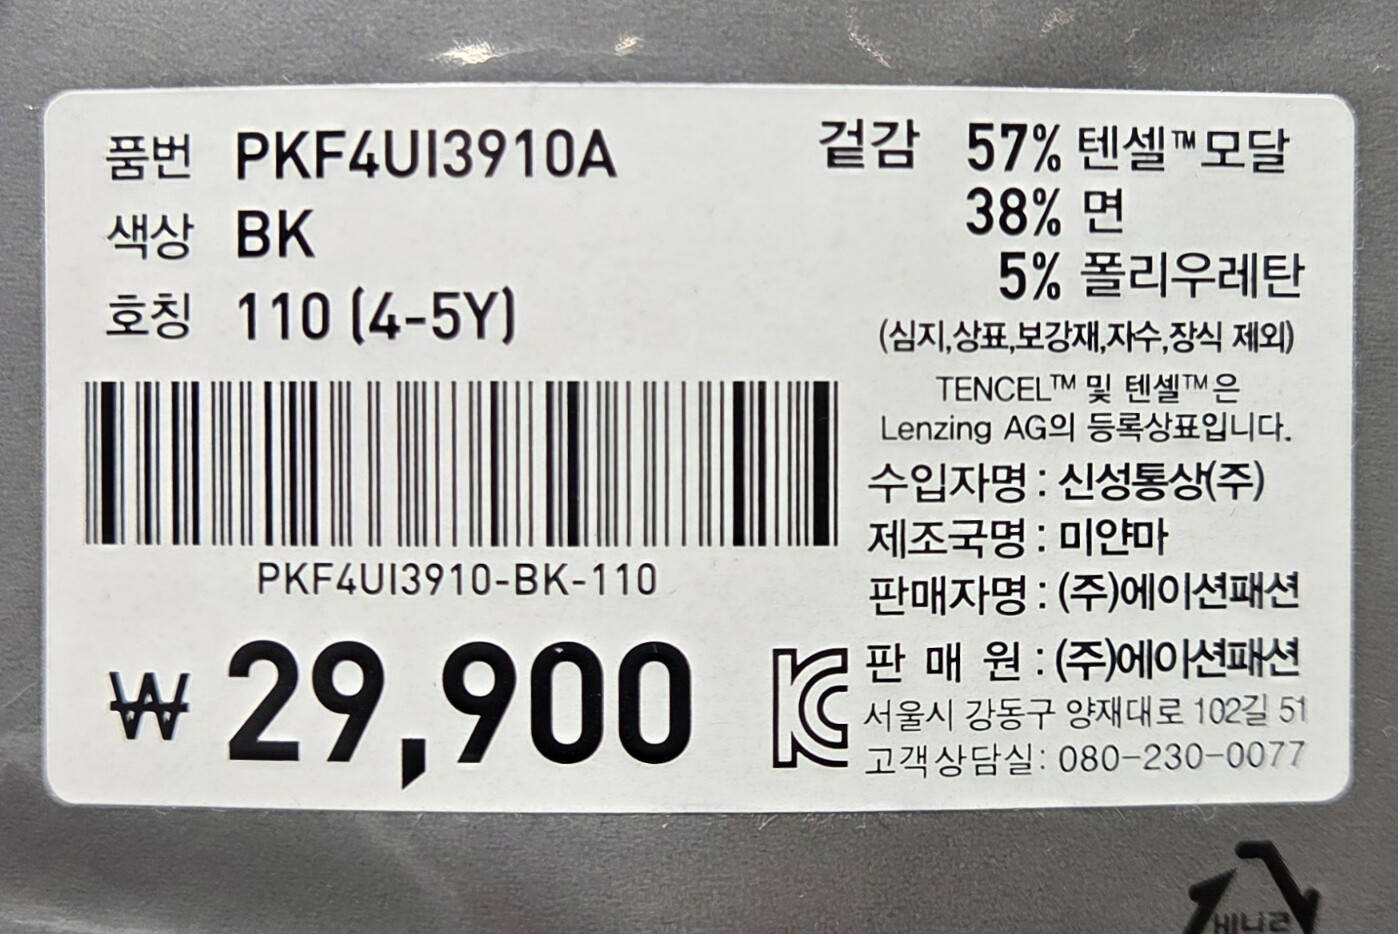 품번 PKF4UI3910A
색상 BK
호칭 110 (4-5Y)
PKF4UI3910-BK-110
₩ 29,900
겉감 57% 텐셀™모달
38% 면
5% 폴리우레탄
(심지,상표,보강재,자수,장식 제외)
TENCEL™ 및 텐셀™은
Lenzing AG의 등록상표입니다.
수입자명 : 신성통상(주)
제조국명 : 미얀마
판매자명 : (주)에이션패션
판 매 원 : (주)에이션패션
서울시 강동구 양재대로 102길 51
고객상담실: 080-230-0077